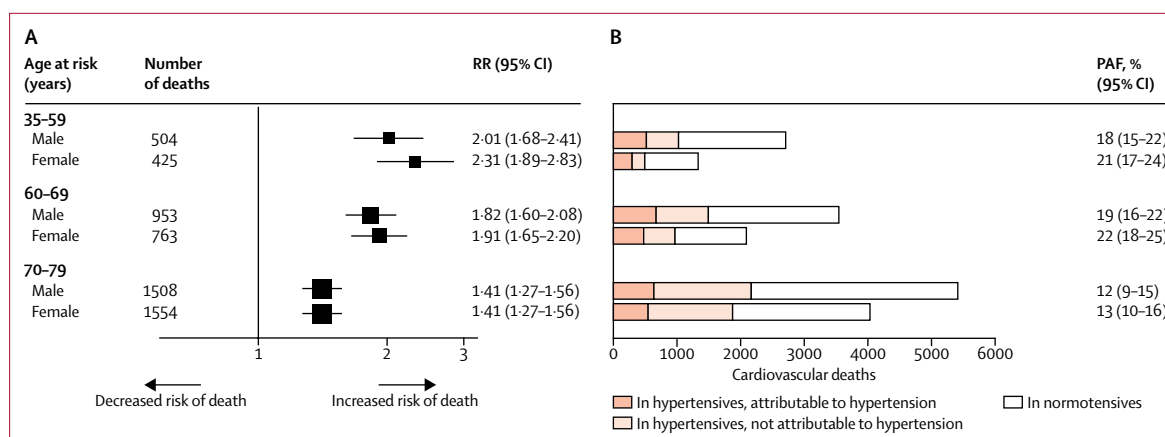 A
B
Age at risk (years) Number of deaths RR (95% CI) PAF, % (95% CI)
35–59
Male 504 2·01 (1·68–2·41) 18 (15–22)
Female 425 2·31 (1·89–2·83) 21 (17–24)
60–69
Male 953 1·82 (1·60–2·08) 19 (16–22)
Female 763 1·91 (1·65–2·20) 22 (18–25)
70–79
Male 1508 1·41 (1·27–1·56) 12 (9–15)
Female 1554 1·41 (1·27–1·56) 13 (10–16)
1 2 3
0 1000 2000 3000 4000 5000 6000
Decreased risk of death Increased risk of death
Cardiovascular deaths
In hypertensives, attributable to hypertension In normotensives
In hypertensives, not attributable to hypertension